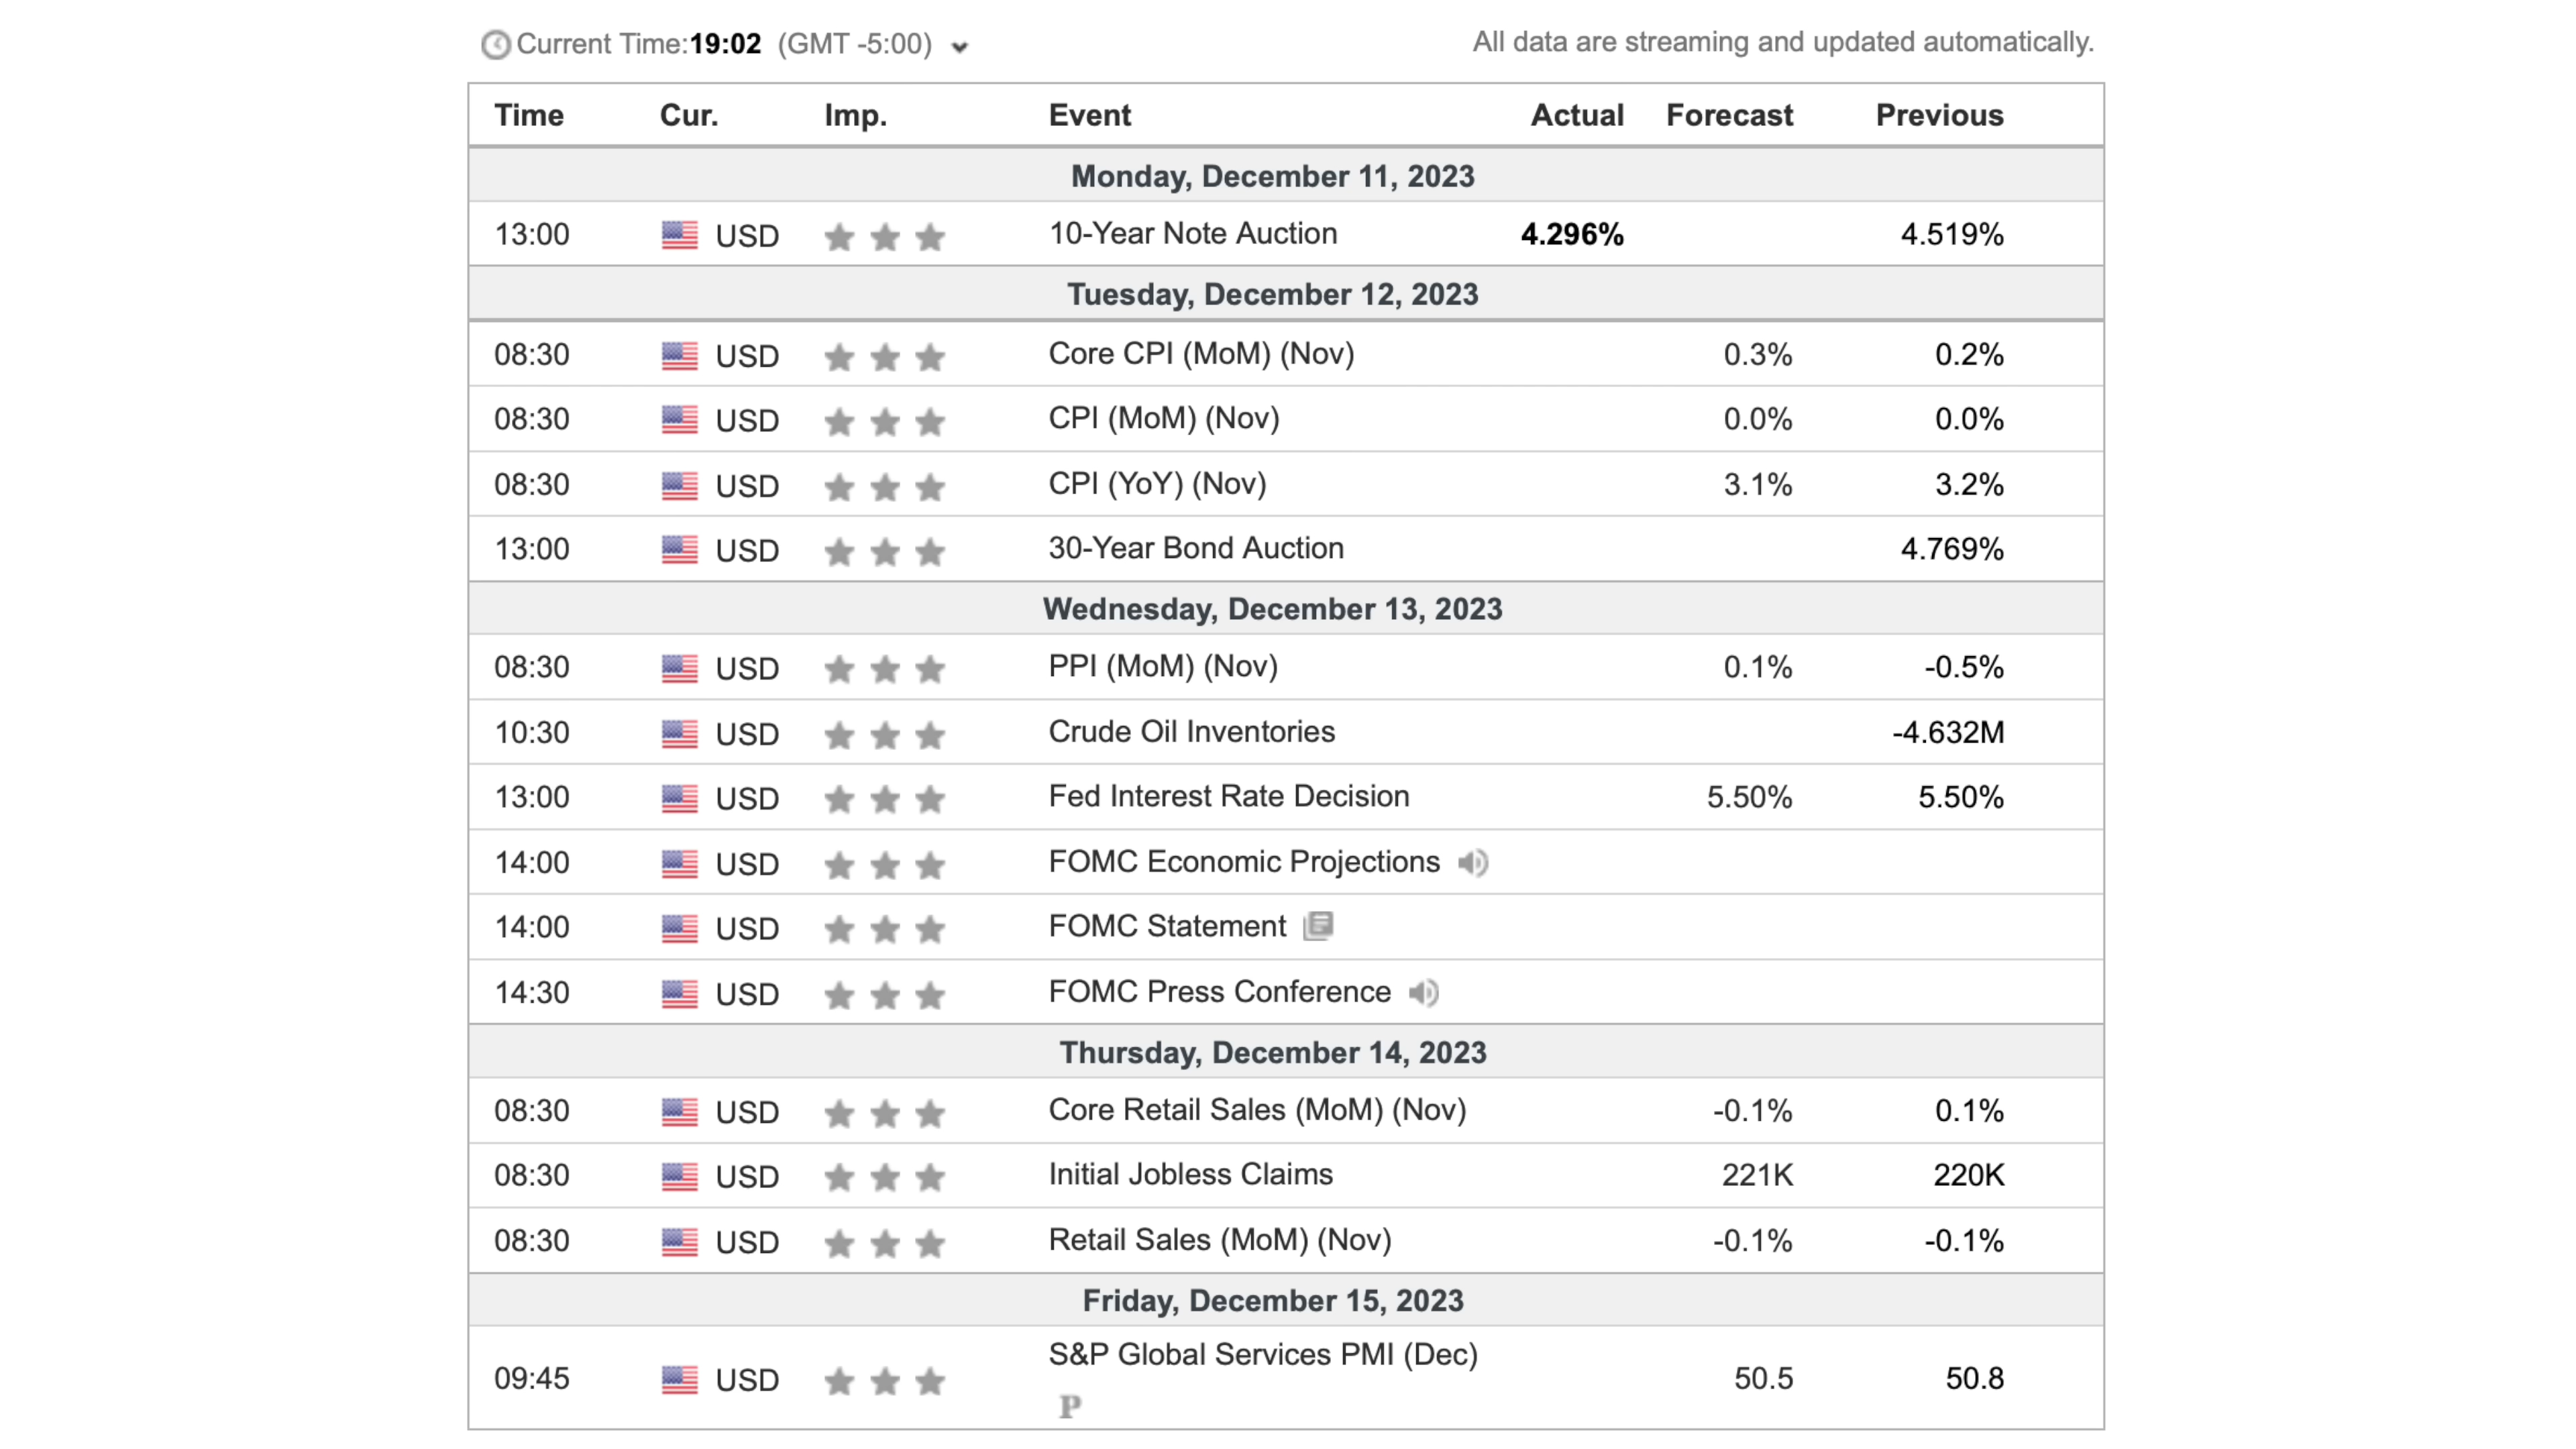 Current Time:19:02 (GMT -5:00) All data are streaming and updated automatically.
Time Cur. Imp. Event Actual Forecast Previous
Monday, December 11, 2023
13:00 USD 10-Year Note Auction 4.296% 4.519%
Tuesday, December 12, 2023
08:30 USD Core CPI (MoM) (Nov) 0.3% 0.2%
08:30 USD CPI (MoM) (Nov) 0.0% 0.0%
08:30 USD CPI (YoY) (Nov) 3.1% 3.2%
13:00 USD 30-Year Bond Auction 4.769%
Wednesday, December 13, 2023
08:30 USD PPI (MoM) (Nov) 0.1% -0.5%
10:30 USD Crude Oil Inventories -4.632M
13:00 USD Fed Interest Rate Decision 5.50% 5.50%
14:00 USD FOMC Economic Projections
14:00 USD FOMC Statement
14:30 USD FOMC Press Conference
Thursday, December 14, 2023
08:30 USD Core Retail Sales (MoM) (Nov) -0.1% 0.1%
08:30 USD Initial Jobless Claims 221K 220K
08:30 USD Retail Sales (MoM) (Nov) -0.1% -0.1%
Friday, December 15, 2023
09:45 USD S&P Global Services PMI (Dec) 50.5 50.8
P